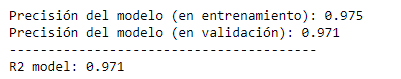 Precisión del modelo (en entrenamiento): 0.975
Precisión del modelo (en validación): 0.971
----------------------------------------
R2 model: 0.971